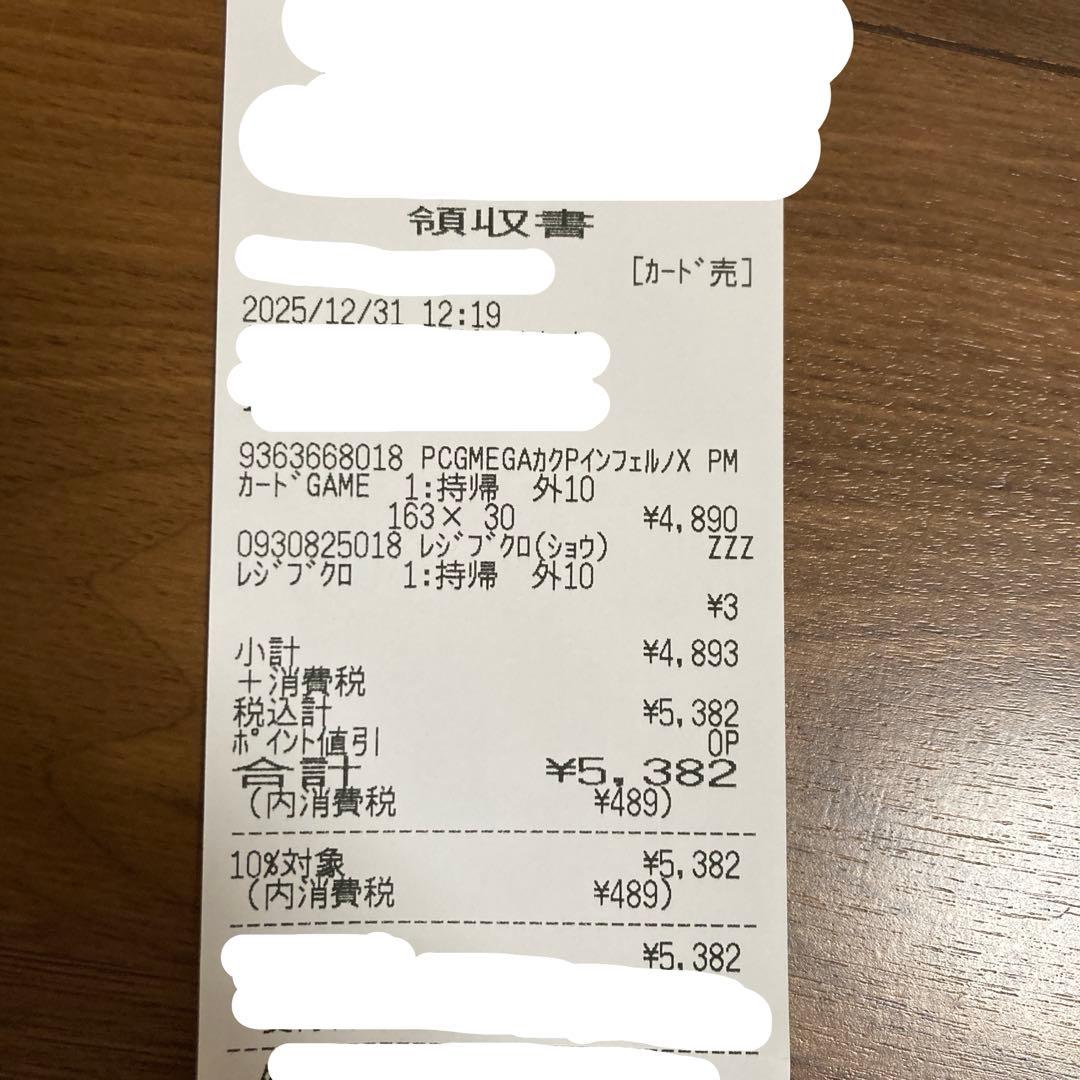 領収書
[カード売]
2025/12/31 12:19
9363668018 PCGMEGAカクPインフェルノX PM
カードGAME 1:持帰 外10
163× 30 ¥4,890
0930825018 レジブクロ(ショウ) ZZZ
レジブクロ 1:持帰 外10
¥3
小計 ¥4,893
+消費税
税込計 ¥5,382
ポイント値引 0P
合計 ¥5,382
(内消費税 ¥489)
10%対象 ¥5,382
(内消費税 ¥489)
¥5,382